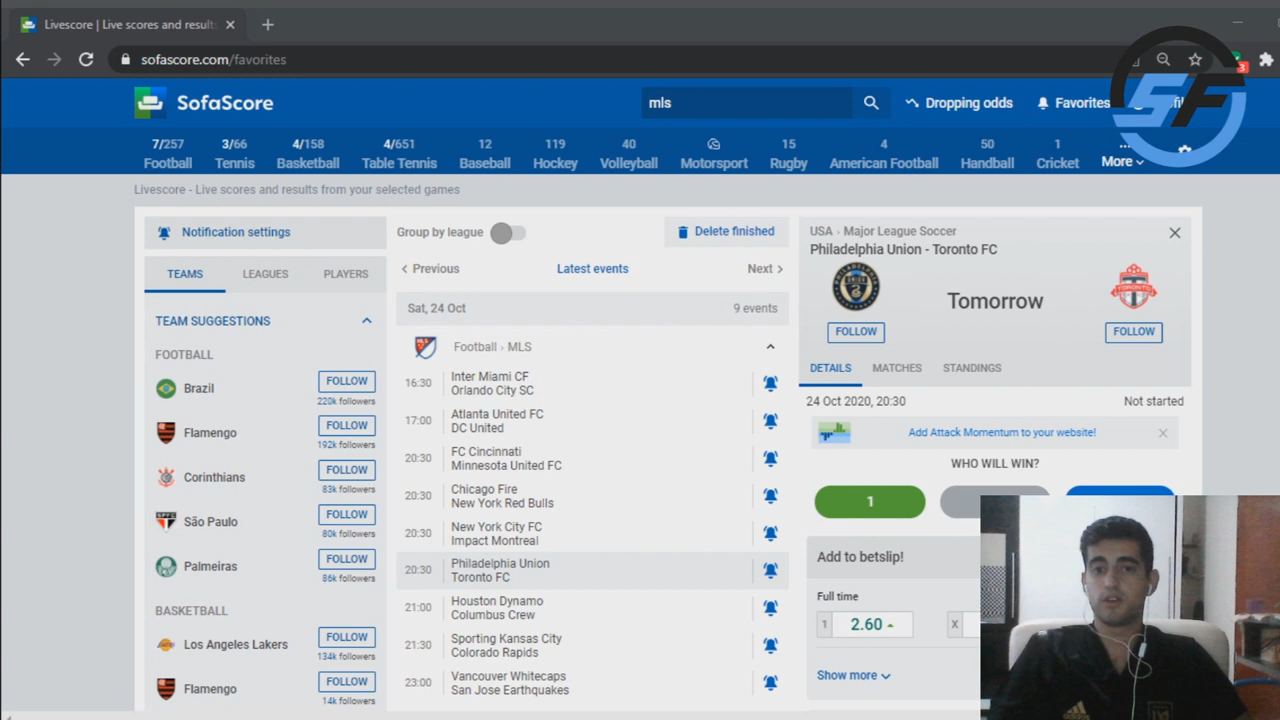 Livescore | Live scores and result
sofascore.com/favorites
3
SofaScore
mls
Dropping odds
Favorites
SF
7/257
Football
3/66
Tennis
4/158
Basketball
4/651
Table Tennis
12
Baseball
119
Hockey
40
Volleyball
Motorsport
15
Rugby
4
American Football
50
Handball
1
Cricket
...
More
Livescore - Live scores and results from your selected games
Notification settings
TEAMS
LEAGUES
PLAYERS
TEAM SUGGESTIONS
FOOTBALL
Brazil
FOLLOW
220k followers
Flamengo
FOLLOW
192k followers
Corinthians
FOLLOW
83k followers
São Paulo
FOLLOW
80k followers
Palmeiras
FOLLOW
86k followers
BASKETBALL
Los Angeles Lakers
FOLLOW
134k followers
Flamengo
FOLLOW
14k followers
Group by league
Delete finished
Previous
Latest events
Next
Sat, 24 Oct
9 events
Football › MLS
16:30
Inter Miami CF
Orlando City SC
17:00
Atlanta United FC
DC United
20:30
FC Cincinnati
Minnesota United FC
20:30
Chicago Fire
New York Red Bulls
20:30
New York City FC
Impact Montreal
20:30
Philadelphia Union
Toronto FC
21:00
Houston Dynamo
Columbus Crew
21:30
Sporting Kansas City
Colorado Rapids
23:00
Vancouver Whitecaps
San Jose Earthquakes
USA › Major League Soccer
Philadelphia Union - Toronto FC
Tomorrow
FOLLOW
FOLLOW
DETAILS
MATCHES
STANDINGS
24 Oct 2020, 20:30
Not started
Add Attack Momentum to your website!
WHO WILL WIN?
1
Add to betslip!
Full time
1
2.60
X
Show more